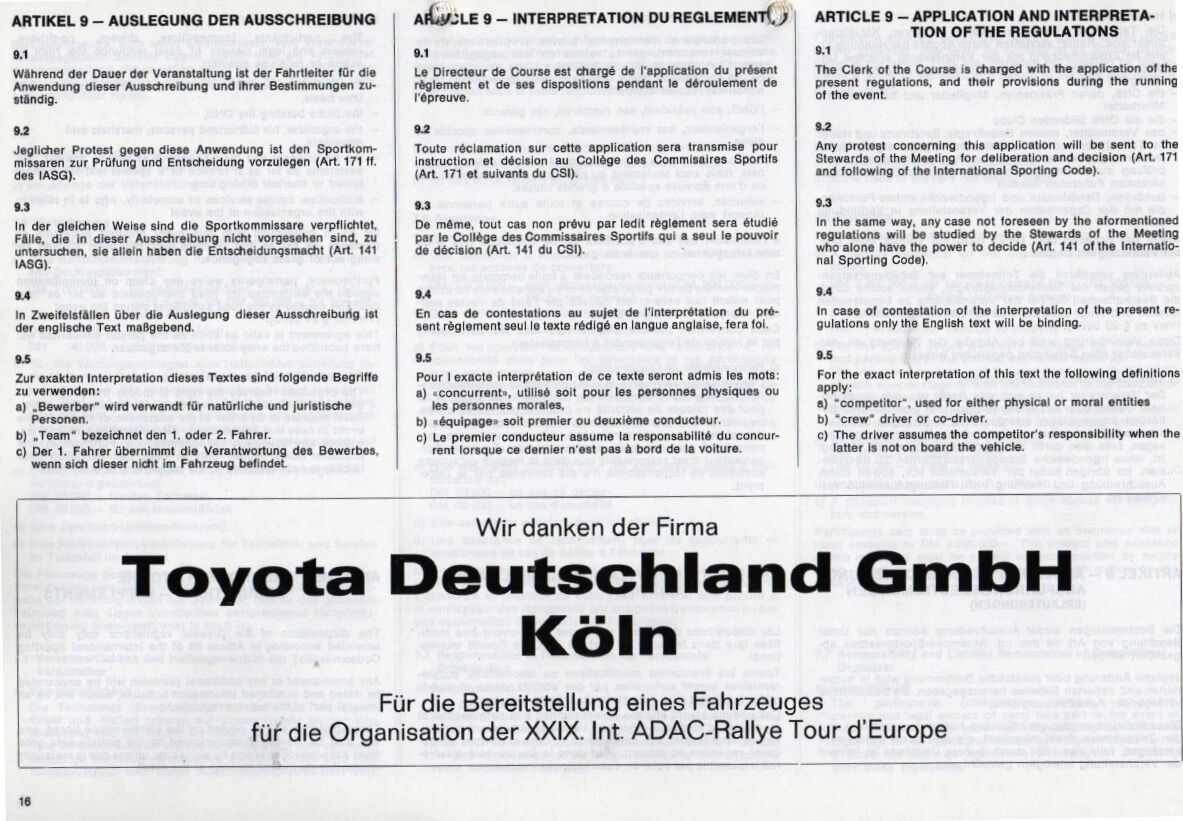 ARTIKEL 9 – AUSLEGUNG DER AUSSCHREIBUNG
9.1
Während der Dauer der Veranstaltung ist der Fahrtleiter für die
Anwendung dieser Ausschreibung und ihrer Bestimmungen zu-
ständig.
9.2
Jeglicher Protest gegen diese Anwendung ist den Sportkom-
missaren zur Prüfung und Entscheidung vorzulegen (Art. 171 ff.
des IASG).
9.3
In der gleichen Weise sind die Sportkommissare verpflichtet,
Fälle, die in dieser Ausschreibung nicht vorgesehen sind, zu
untersuchen, sie allein haben die Entscheidungsmacht (Art. 141
IASG).
9.4
In Zweifelsfällen über die Auslegung dieser Ausschreibung ist
der englische Text maßgebend.
9.5
Zur exakten Interpretation dieses Textes sind folgende Begriffe
zu verwenden:
a) „Bewerber“ wird verwandt für natürliche und juristische
Personen.
b) „Team“ bezeichnet den 1. oder 2. Fahrer.
c) Der 1. Fahrer übernimmt die Verantwortung des Bewerbes,
wenn sich dieser nicht im Fahrzeug befindet.
ARTICLE 9 – INTERPRETATION DU REGLEMENT
9.1
Le Directeur de Course est chargé de l'application du présent
règlement et de ses dispositions pendant le déroulement de
l'épreuve.
9.2
Toute réclamation sur cette application sera transmise pour
instruction et décision au Collège des Commisaires Sportifs
(Art. 171 et suivants du CSI).
9.3
De même, tout cas non prévu par ledit règlement sera étudié
par le Collège des Commissaires Sportifs qui a seul le pouvoir
de décision (Art. 141 du CSI).
9.4
En cas de contestations au sujet de l'interprétation du pré-
sent règlement seul le texte rédigé en langue anglaise, fera foi.
9.5
Pour l exacte interprétation de ce texte seront admis les mots:
a) «concurrent», utilisé soit pour les personnes physiques ou
les personnes morales,
b) «équipage» soit premier ou deuxième conducteur.
c) Le premier conducteur assume la responsabilité du concur-
rent lorsque ce dernier n'est pas à bord de la voiture.
ARTICLE 9 – APPLICATION AND INTERPRETA-
TION OF THE REGULATIONS
9.1
The Clerk of the Course is charged with the application of the
present regulations, and their provisions during the running
of the event.
9.2
Any protest concerning this application will be sent to the
Stewards of the Meeting for deliberation and decision (Art. 171
and following of the International Sporting Code).
9.3
In the same way, any case not foreseen by the aformentioned
regulations will be studied by the Stewards of the Meeting
who alone have the power to decide (Art. 141 of the Internatio-
nal Sporting Code).
9.4
In case of contestation of the interpretation of the present re-
gulations only the English text will be binding.
9.5
For the exact interpretation of this text the following definitions
apply:
a) "competitor", used for either physical or moral entities
b) "crew" driver or co-driver.
c) The driver assumes the competitor's responsibility when the
latter is not on board the vehicle.
Wir danken der Firma
Toyota Deutschland GmbH
Köln
Für die Bereitstellung eines Fahrzeuges
für die Organisation der XXIX. Int. ADAC-Rallye Tour d'Europe
16